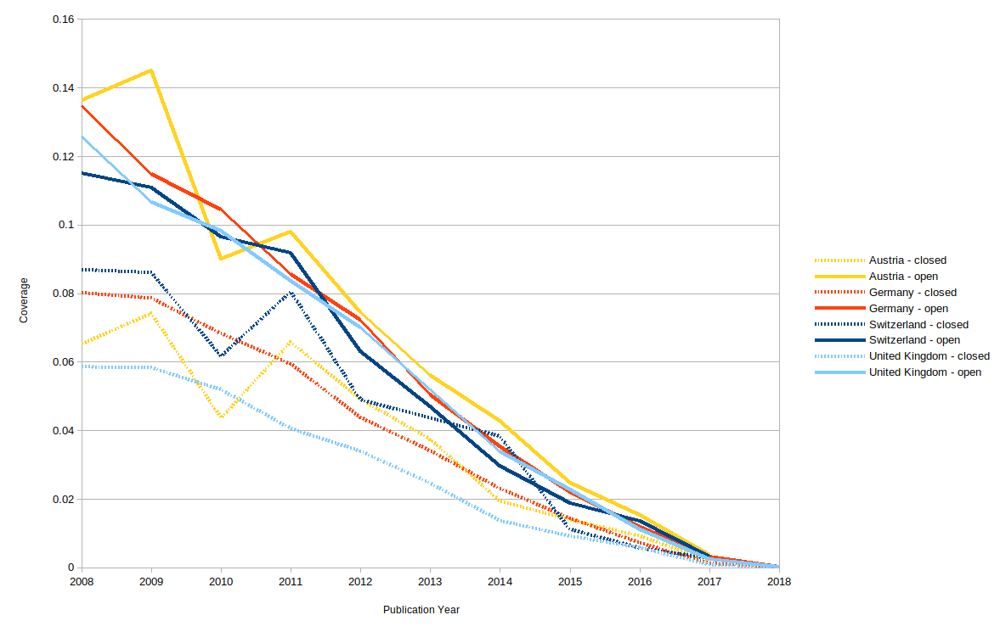 0.16
0.14
0.12
0.1
0.08
0.06
0.04
0.02
0
Coverage
2008 2009 2010 2011 2012 2013 2014 2015 2016 2017 2018
Publication Year
Austria - closed
Austria - open
Germany - closed
Germany - open
Switzerland - closed
Switzerland - open
United Kingdom - closed
United Kingdom - open